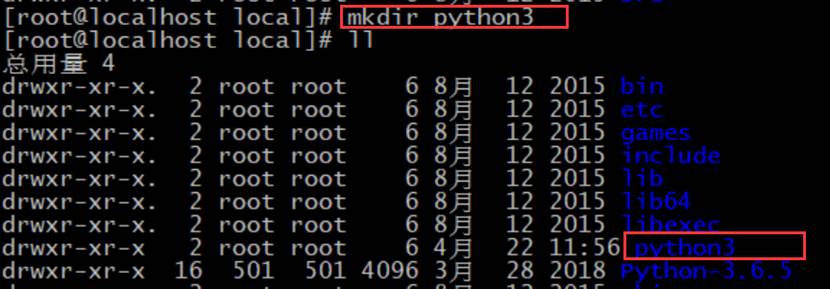 [root@localhost local]# mkdir python3
[root@localhost local]# ll
总用量 4
drwxr-xr-x. 2 root root 6 8月 12 2015 bin
drwxr-xr-x. 2 root root 6 8月 12 2015 etc
drwxr-xr-x. 2 root root 6 8月 12 2015 games
drwxr-xr-x. 2 root root 6 8月 12 2015 include
drwxr-xr-x. 2 root root 6 8月 12 2015 lib
drwxr-xr-x. 2 root root 6 8月 12 2015 lib64
drwxr-xr-x. 2 root root 6 8月 12 2015 libexec
drwxr-xr-x 2 root root 6 4月 22 11:56 python3
drwxr-xr-x 16 501 501 4096 3月 28 2018 Python-3.6.5